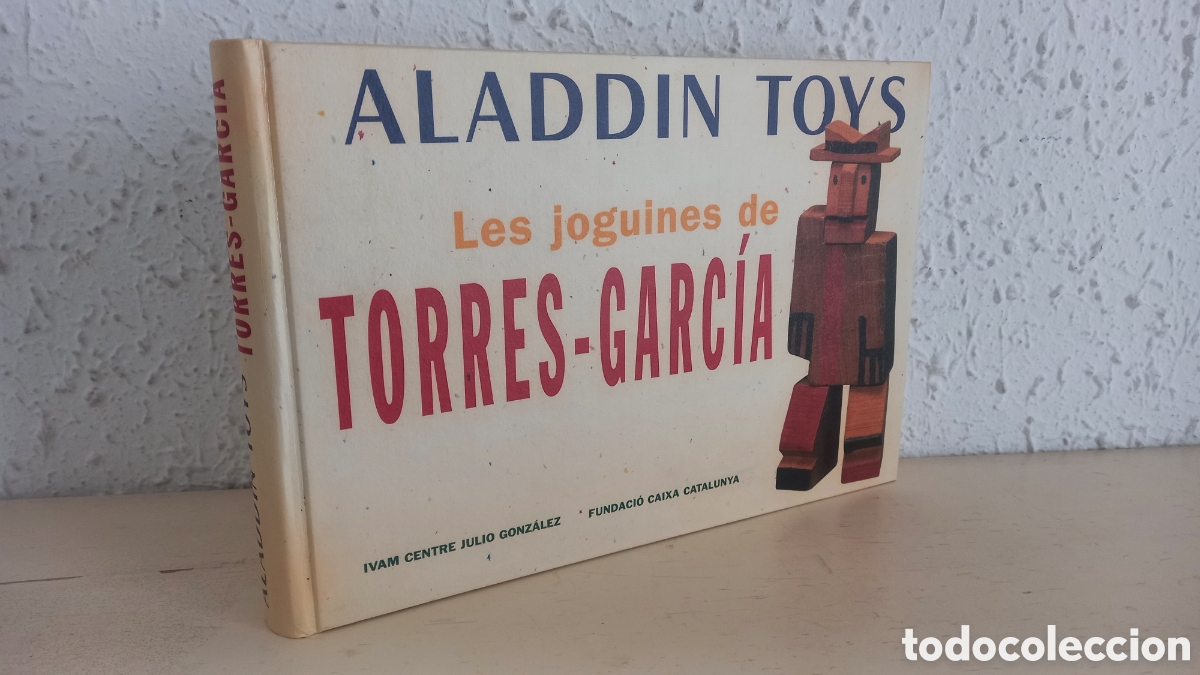 ALADDIN TOYS
Les joguines de
TORRES-GARCÍA
IVAM CENTRE JULIO GONZÁLEZ
FUNDACIÓ CAIXA CATALUNYA
ALADDIN TOYS TORRES-GARCÍA
todocoleccion